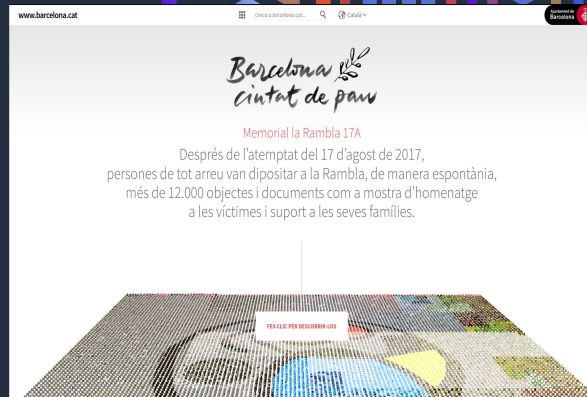 www.barcelona.cat
Cerca a barcelona.cat...
Català
Ajuntament de
Barcelona
Barcelona
ciutat de pau
Memorial la Rambla 17A
Després de l'atemptat del 17 d'agost de 2017,
persones de tot arreu van dipositar a la Rambla, de manera espontània,
més de 12.000 objectes i documents com a mostra d'homenatge
a les víctimes i suport a les seves famílies.
FES CLIC PER DESCOBRIR-LOS